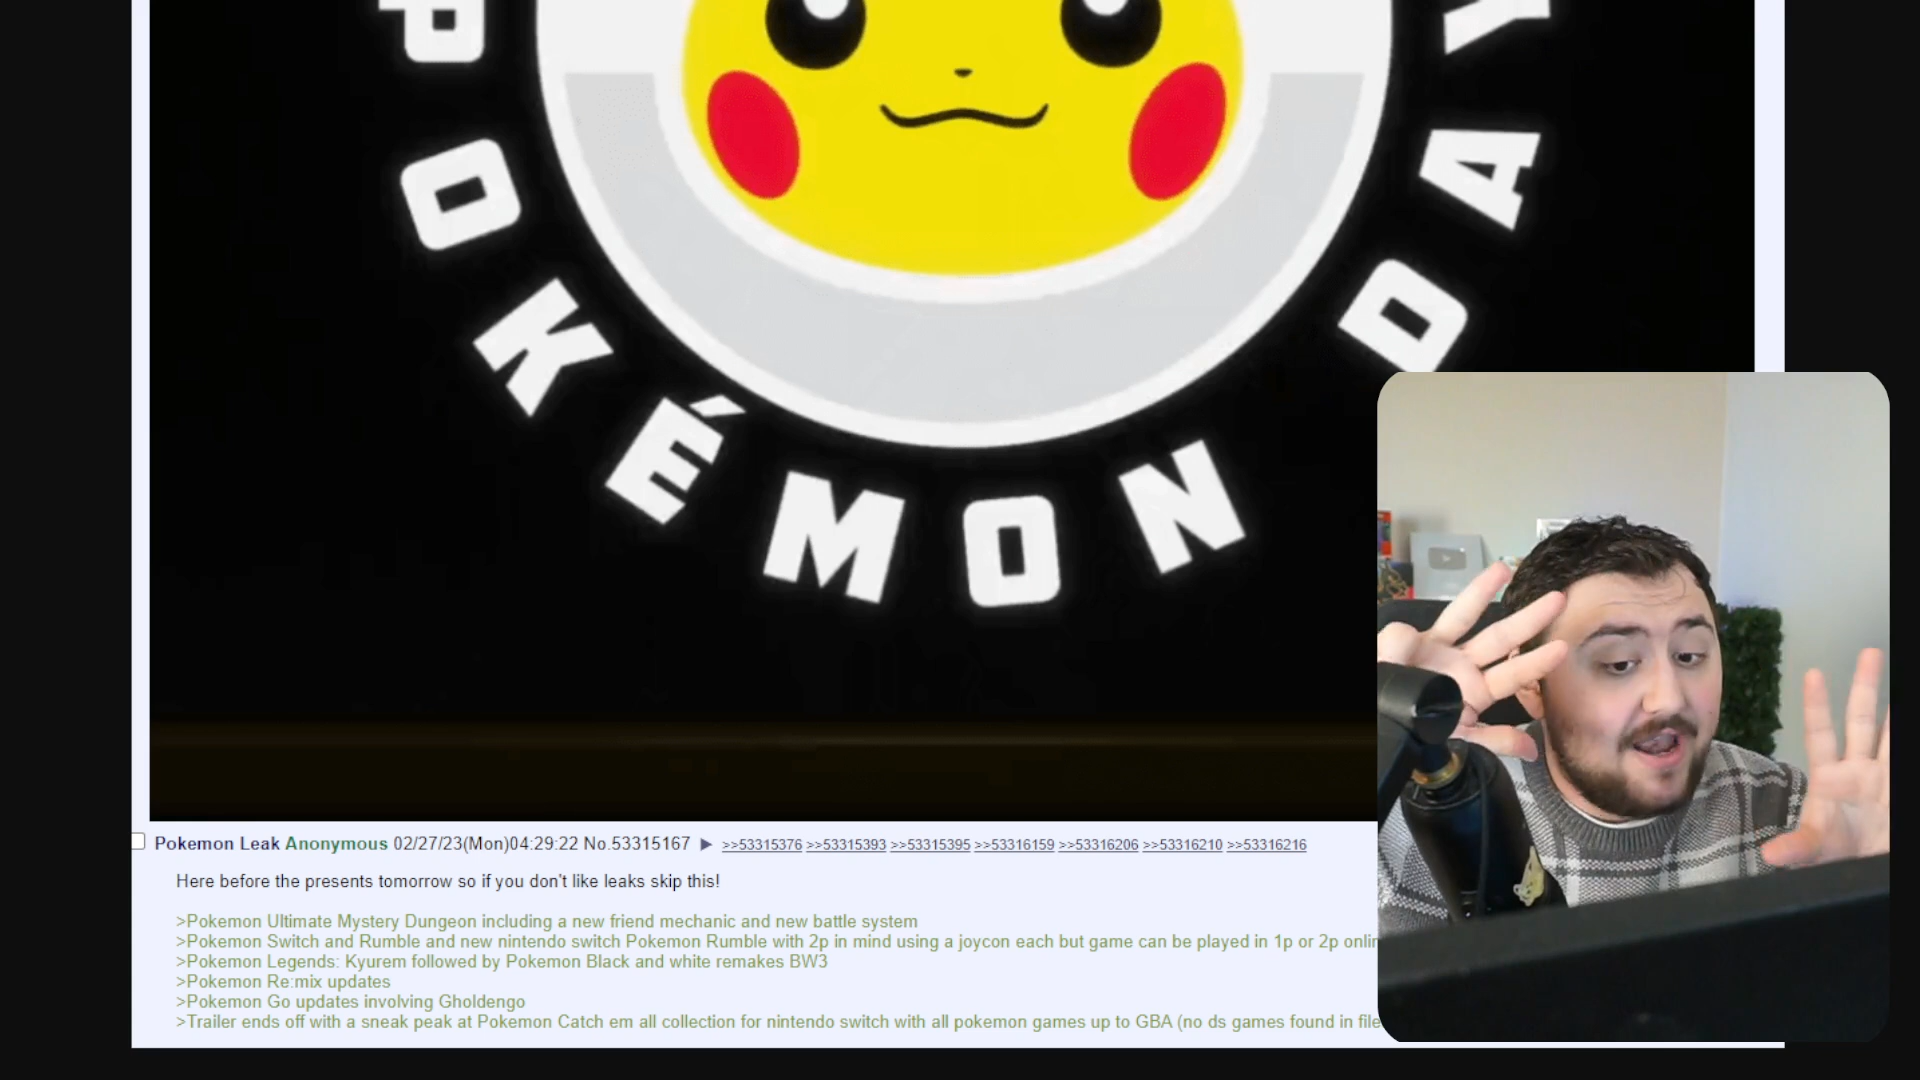 POKÉMON DAY
Pokemon Leak Anonymous 02/27/23(Mon)04:29:22 No.53315167 ▶ >>53315376 >>53315393 >>53315395 >>53316159 >>53316206 >>53316210 >>53316216
Here before the presents tomorrow so if you don't like leaks skip this!
>Pokemon Ultimate Mystery Dungeon including a new friend mechanic and new battle system
>Pokemon Switch and Rumble and new nintendo switch Pokemon Rumble with 2p in mind using a joycon each but game can be played in 1p or 2p onlin
>Pokemon Legends: Kyurem followed by Pokemon Black and white remakes BW3
>Pokemon Re:mix updates
>Pokemon Go updates involving Gholdengo
>Trailer ends off with a sneak peak at Pokemon Catch em all collection for nintendo switch with all pokemon games up to GBA (no ds games found in file